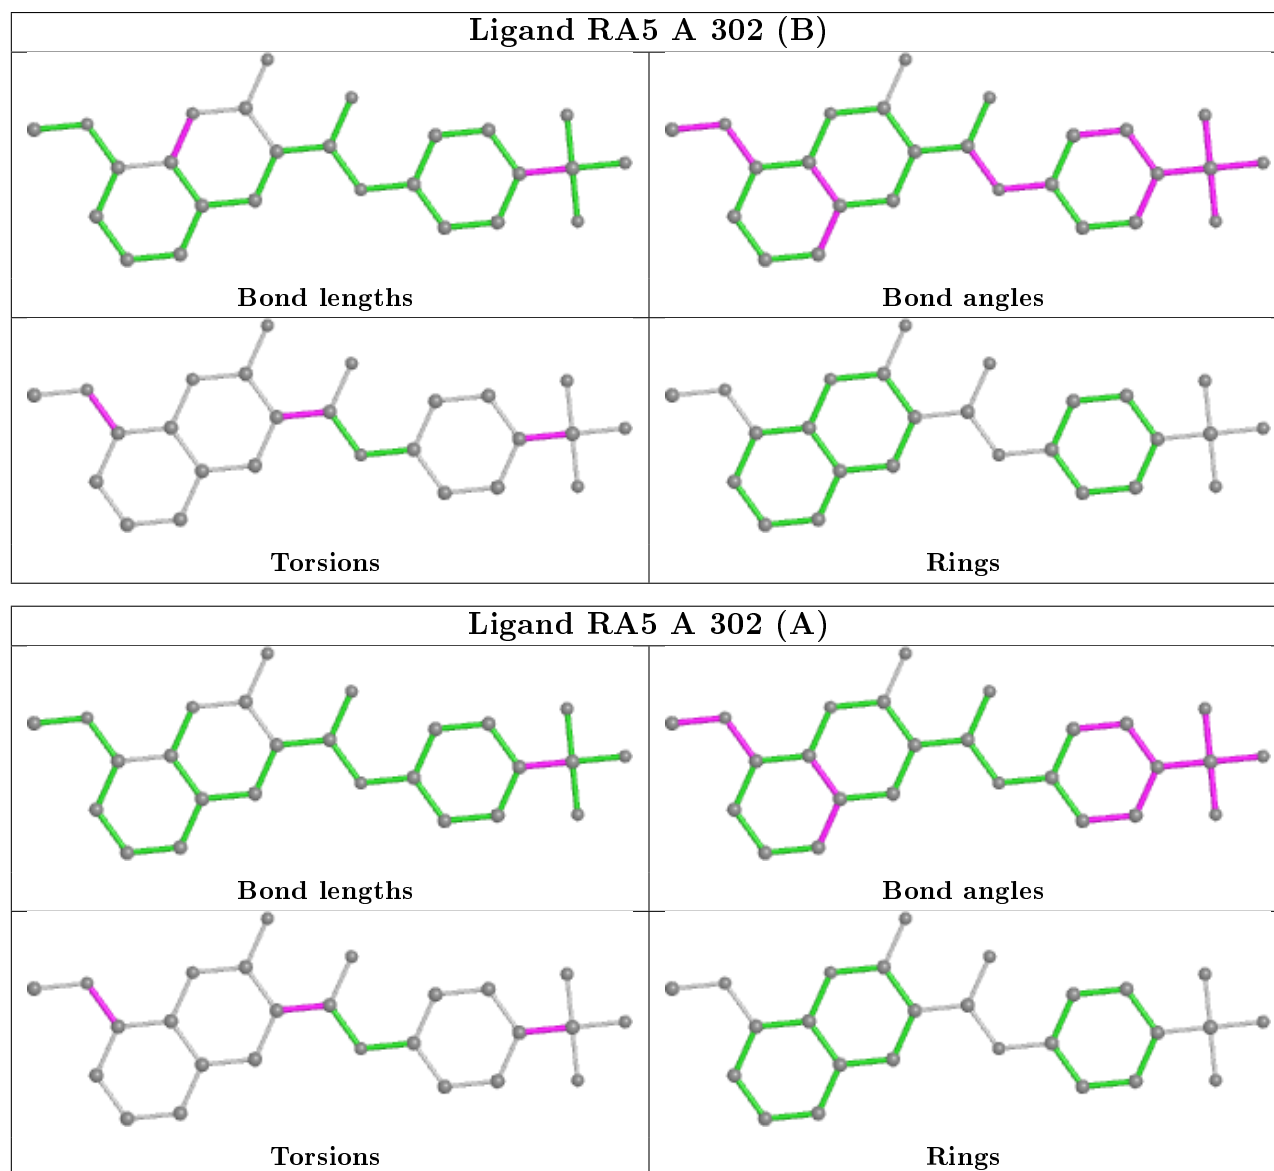 Ligand RA5 A 302 (B)
Bond lengths
Bond angles
Torsions
Rings
Ligand RA5 A 302 (A)
Bond lengths
Bond angles
Torsions
Rings